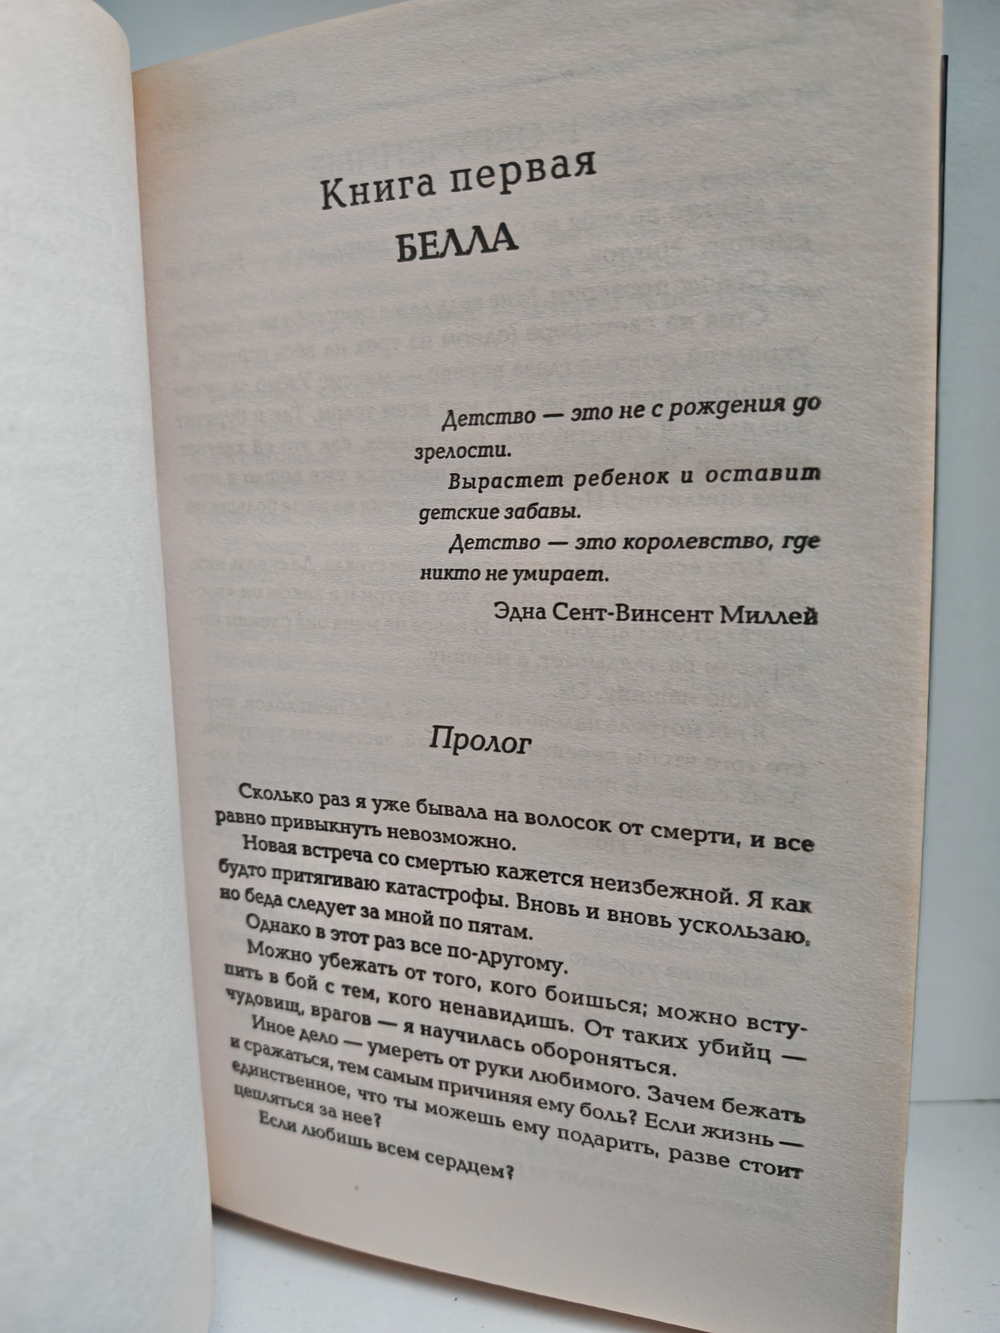 Книга первая
БЕЛЛА
Детство — это не с рождения до
зрелости.
Вырастет ребенок и оставит
детские забавы.
Детство — это королевство, где
никто не умирает.
Эдна Сент-Винсент Миллей
Пролог
Сколько раз я уже бывала на волосок от смерти, и все
равно привыкнуть невозможно.
Новая встреча со смертью кажется неизбежной. Я как
будто притягиваю катастрофы. Вновь и вновь ускользаю,
но беда следует за мной по пятам.
Однако в этот раз все по-другому.
Можно убежать от того, кого боишься; можно всту-
пить в бой с тем, кого ненавидишь. От таких убийц —
чудовищ, врагов — я научилась обороняться.
Иное дело — умереть от руки любимого. Зачем бежать
и сражаться, тем самым причиняя ему боль? Если жизнь —
единственное, что ты можешь ему подарить, разве стоит
цепляться за нее?
Если любишь всем сердцем?